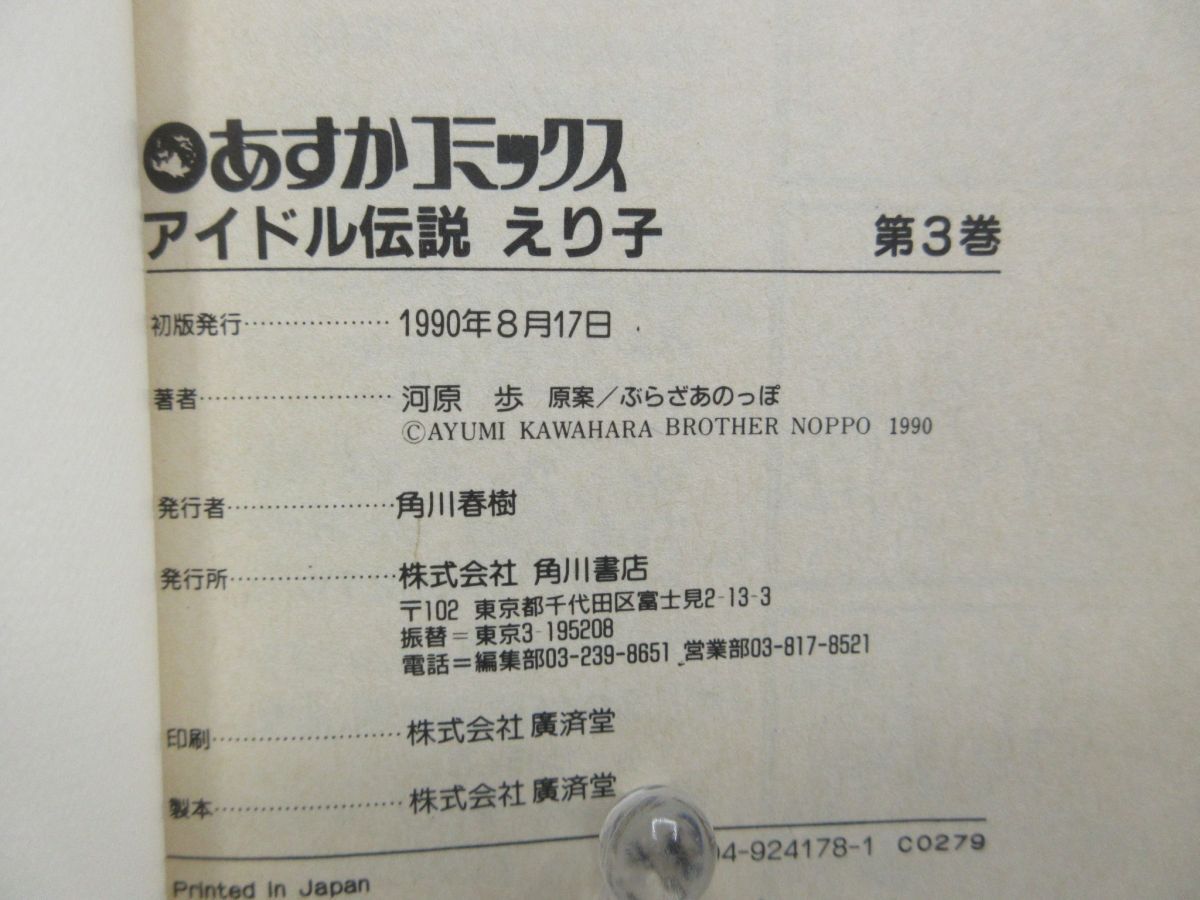 あすかコミックス
アイドル伝説 えり子 第3巻
初版発行……………… 1990年8月17日
著者…………………… 河原 歩 原案／ぶらざあのっぽ
©AYUMI KAWAHARA BROTHER NOPPO 1990
発行者…………………角川春樹
発行所…………………株式会社 角川書店
〒102 東京都千代田区富士見2-13-3
振替＝東京3-195208
電話＝編集部03-239-8651 営業部03-817-8521
印刷……………………株式会社 廣済堂
製本……………………株式会社 廣済堂
04-924178-1 C0279
Printed in Japan